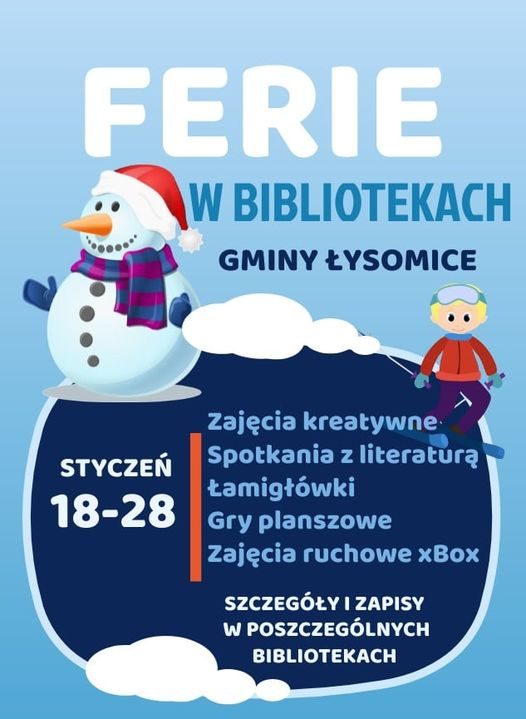 FERIE
W BIBLIOTEKACH
GMINY ŁYSOMICE
STYCZEŃ
18-28
Zajęcia kreatywne
Spotkania z literaturą
Łamigłówki
Gry planszowe
Zajęcia ruchowe xBox
SZCZEGÓŁY I ZAPISY
W POSZCZEGÓLNYCH
BIBLIOTEKACH